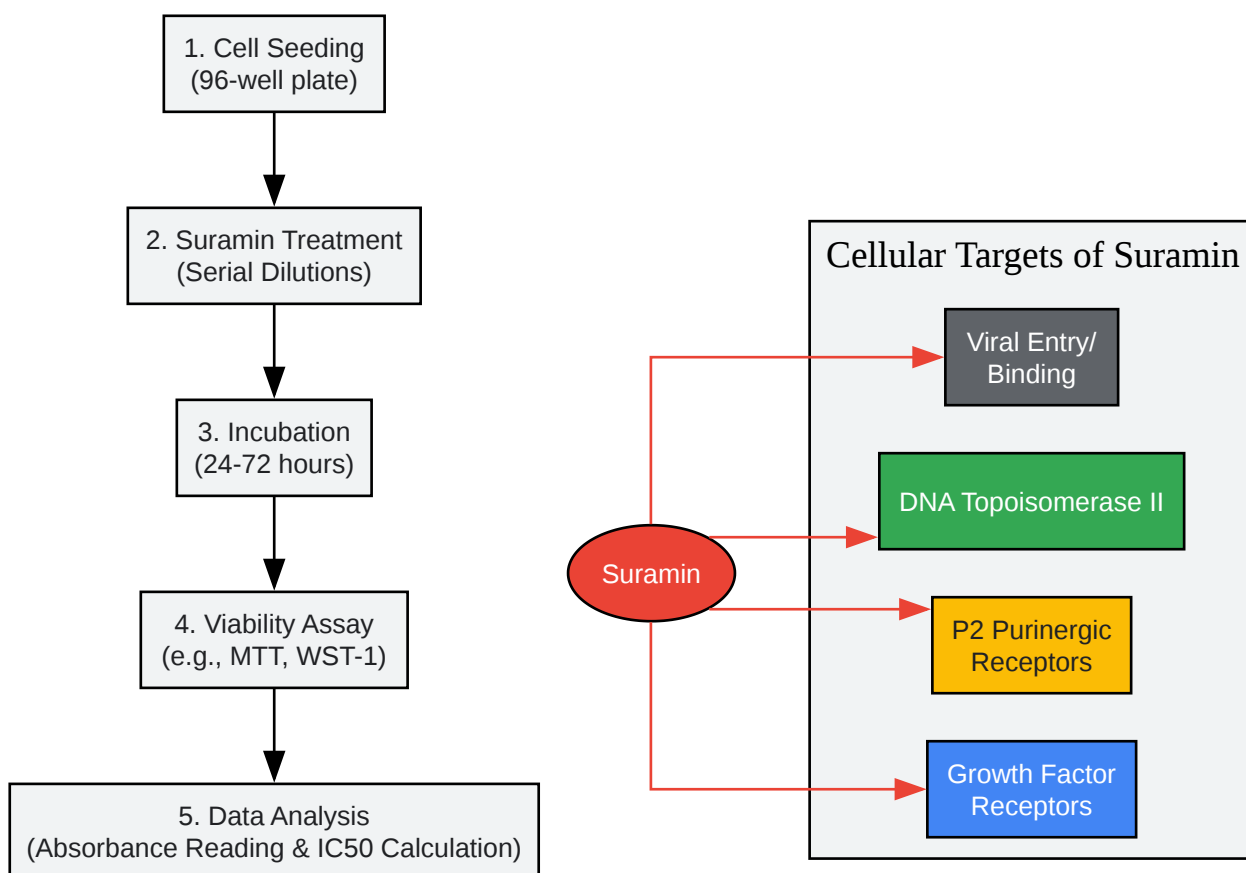 1. Cell Seeding
(96-well plate)
2. Suramin Treatment
(Serial Dilutions)
3. Incubation
(24-72 hours)
4. Viability Assay
(e.g., MTT, WST-1)
5. Data Analysis
(Absorbance Reading & IC50 Calculation)
Suramin
Cellular Targets of Suramin
Viral Entry/
Binding
DNA Topoisomerase II
P2 Purinergic
Receptors
Growth Factor
Receptors